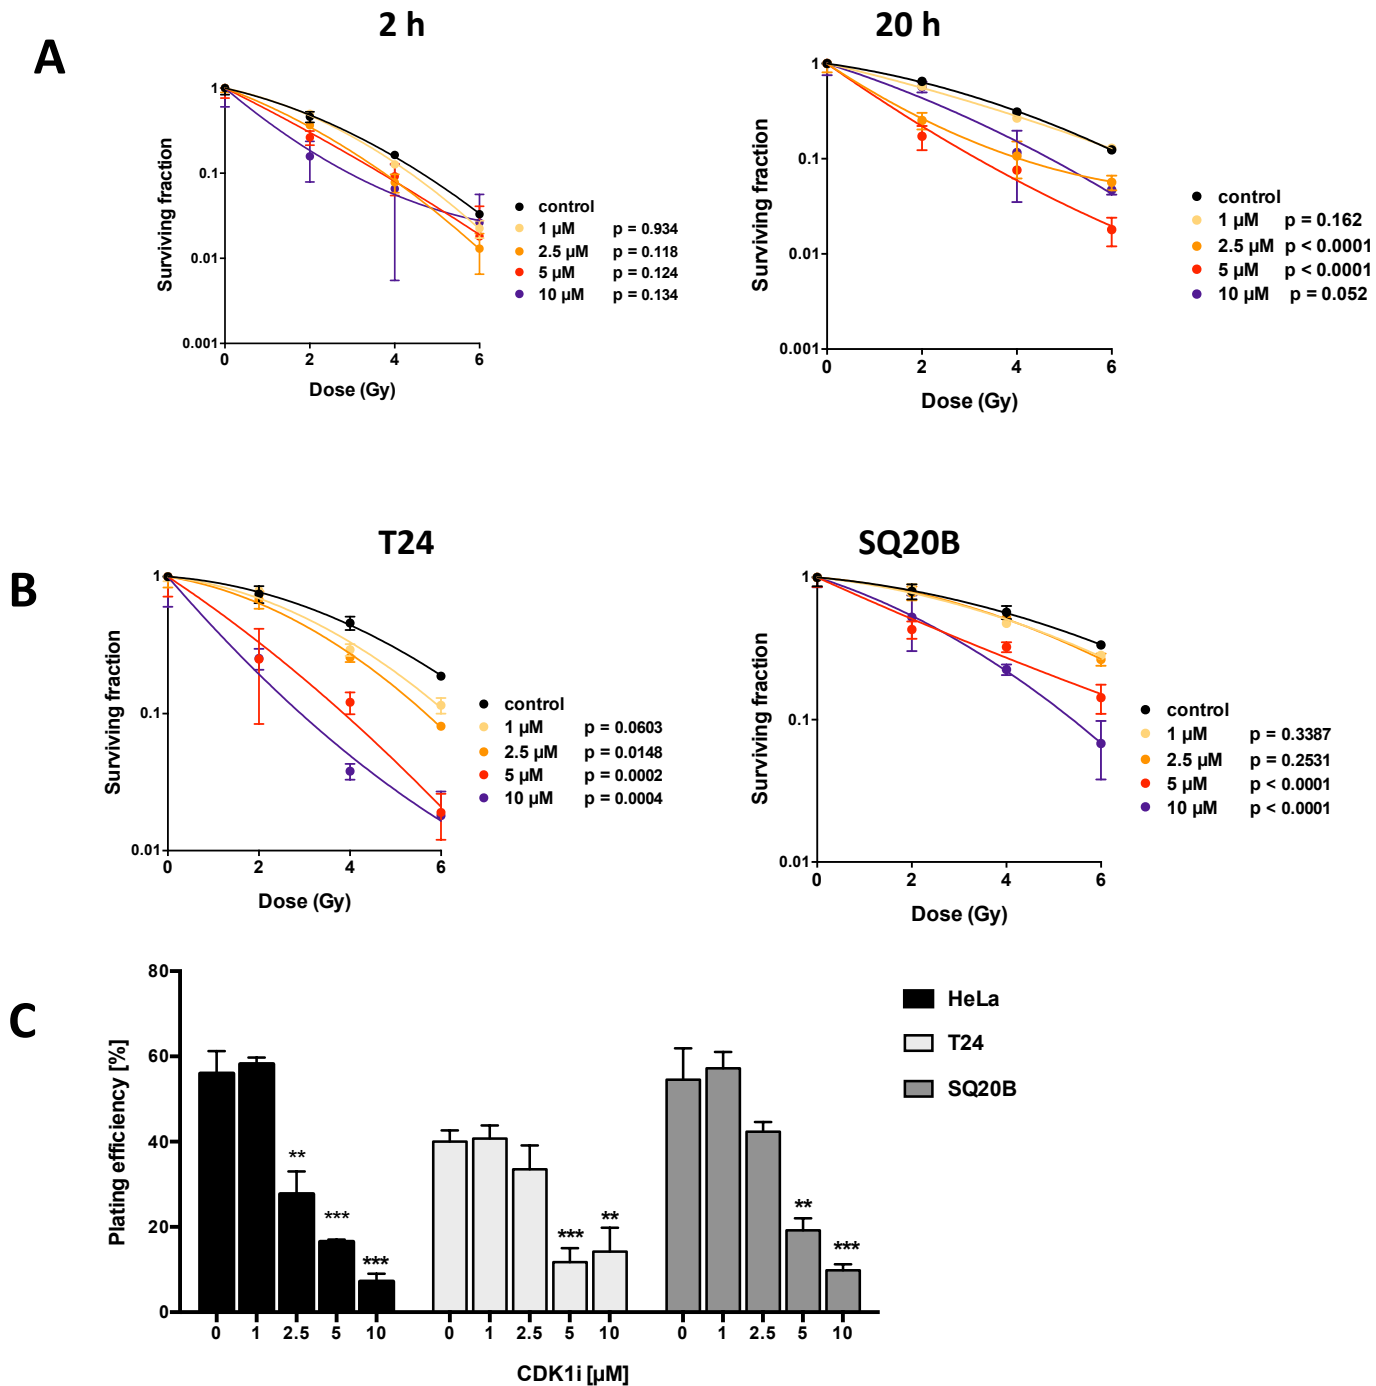 A
2 h
20 h
Surviving fraction
1
0.1
0.01
0.001
0
2
4
6
Dose (Gy)
control
1 µM p = 0.934
2.5 µM p = 0.118
5 µM p = 0.124
10 µM p = 0.134
Surviving fraction
1
0.1
0.01
0.001
0
2
4
6
Dose (Gy)
control
1 µM p = 0.162
2.5 µM p < 0.0001
5 µM p < 0.0001
10 µM p = 0.052
B
T24
SQ20B
Surviving fraction
1
0.1
0.01
0
2
4
6
Dose (Gy)
control
1 µM p = 0.0603
2.5 µM p = 0.0148
5 µM p = 0.0002
10 µM p = 0.0004
Surviving fraction
1
0.1
0.01
0
2
4
6
Dose (Gy)
control
1 µM p = 0.3387
2.5 µM p = 0.2531
5 µM p < 0.0001
10 µM p < 0.0001
C
Plating efficiency [%]
80
60
40
20
0
**
***
***
***
**
**
***
0 1 2.5 5 10 0 1 2.5 5 10 0 1 2.5 5 10
CDK1i [µM]
HeLa
T24
SQ20B